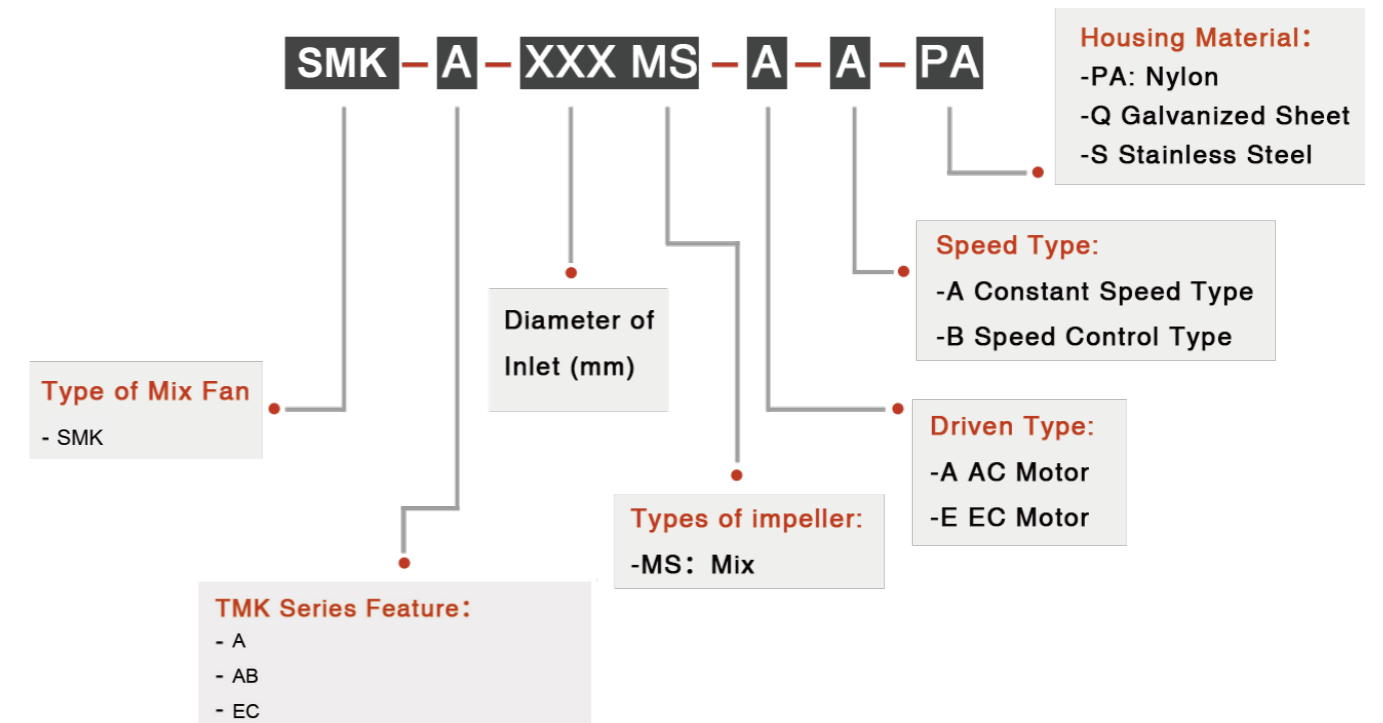 SMK – A – XXX MS – A – A – PA
Housing Material：
-PA: Nylon
-Q Galvanized Sheet
-S Stainless Steel
Speed Type:
-A Constant Speed Type
-B Speed Control Type
Diameter of
Inlet (mm)
Type of Mix Fan
- SMK
Driven Type:
-A AC Motor
-E EC Motor
Types of impeller:
-MS：Mix
TMK Series Feature：
- A
- AB
- EC